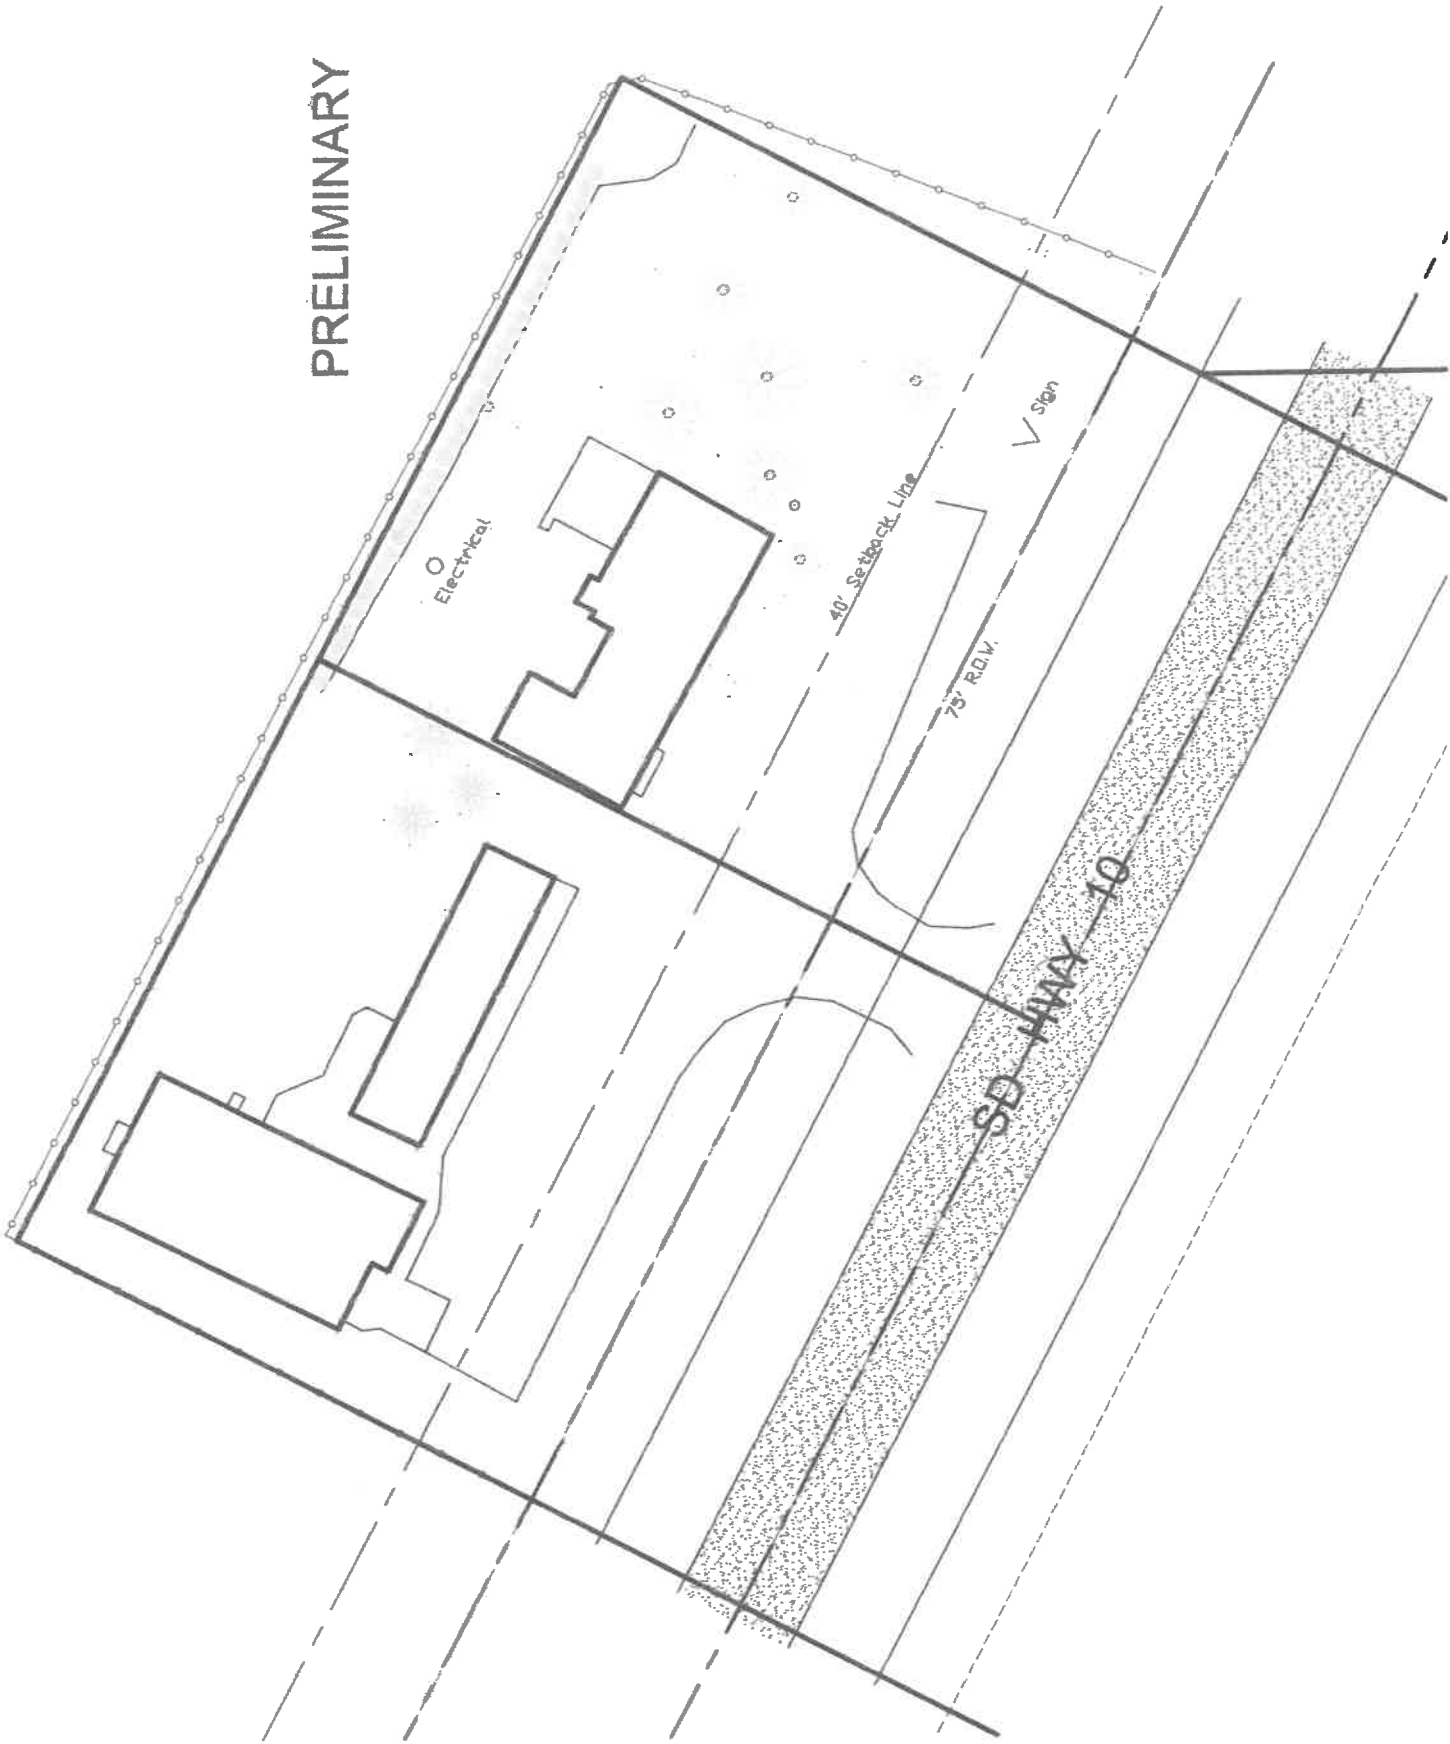 PRELIMINARY
Electrical
Sign
40' Setback Line
75' R.O.W.
SD HWY 10